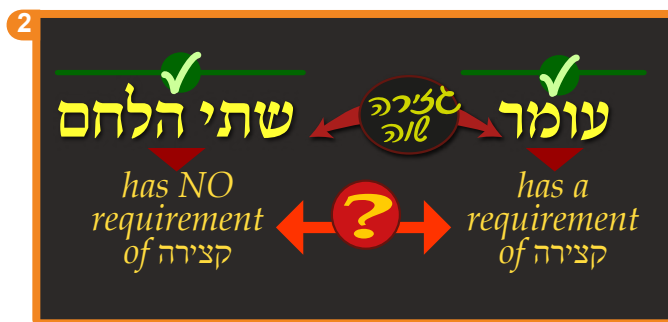 2
שתי הלחם
גזירה
שוה
עומר
has NO
requirement
of קצירה
?
has a
requirement
of קצירה